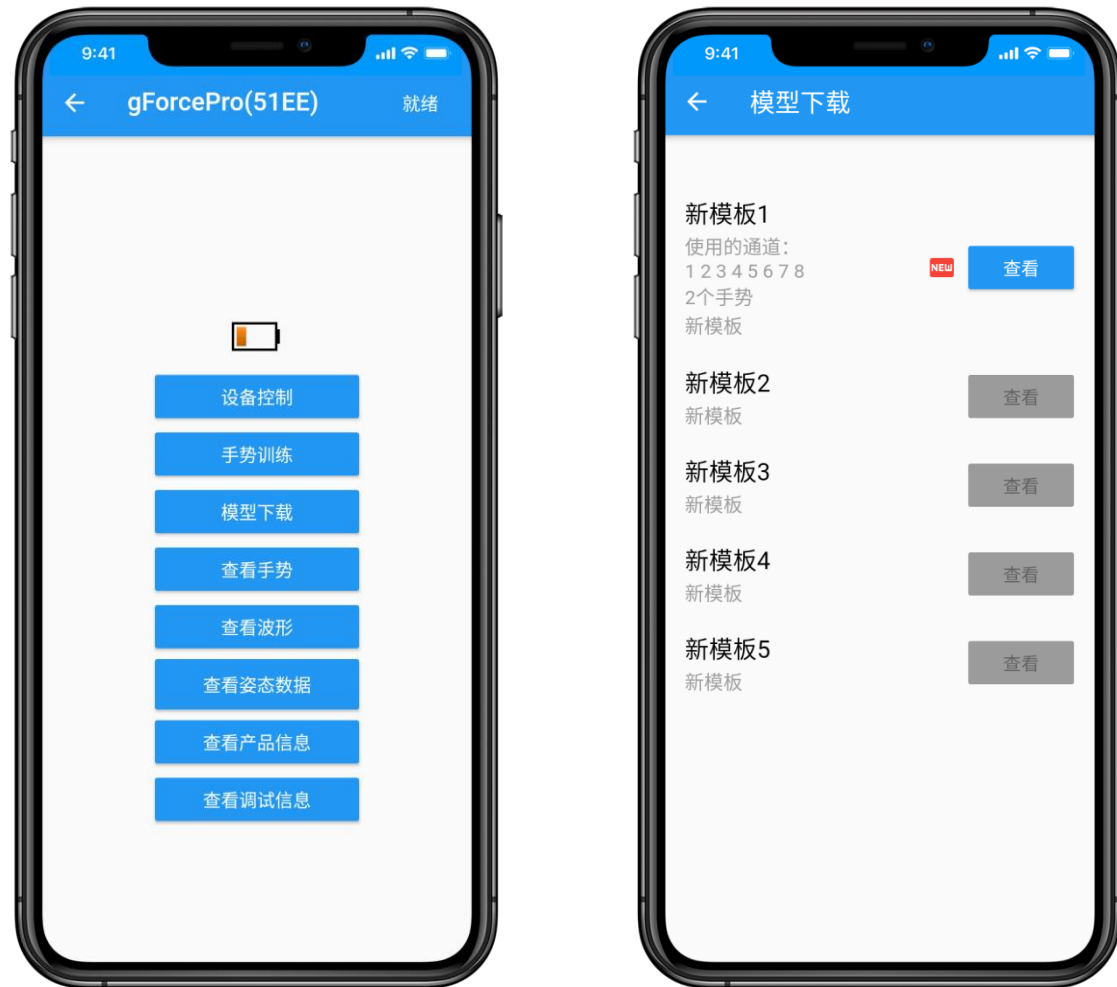 9:41
gForcePro(51EE)
就绪
设备控制
手势训练
模型下载
查看手势
查看波形
查看姿态数据
查看产品信息
查看调试信息
9:41
模型下载
新模板1
使用的通道：
1 2 3 4 5 6 7 8
2个手势
新模板
NEW
查看
新模板2
新模板
查看
新模板3
新模板
查看
新模板4
新模板
查看
新模板5
新模板
查看